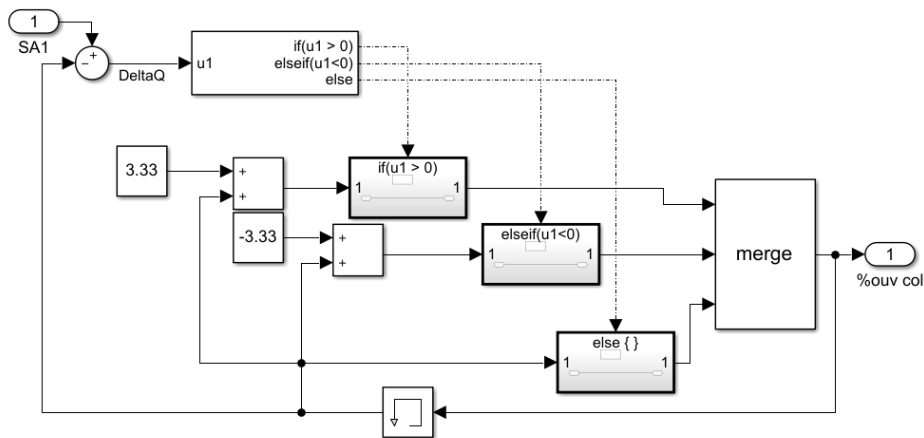 1
SA1
+
−
DeltaQ
u1
if(u1 > 0)
elseif(u1<0)
else
3.33
+
+
if(u1 > 0)
1
1
-3.33
+
+
elseif(u1<0)
1
1
merge
1
%ouv col
else { }
1
1